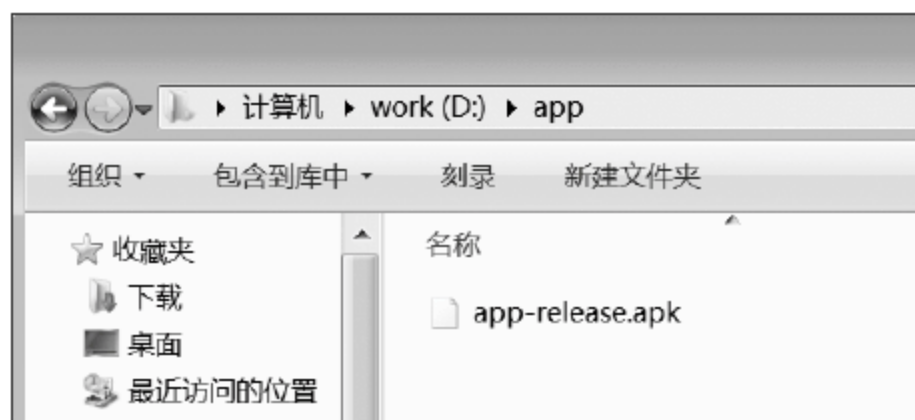 计算机 work (D:) app
组织 包含到库中 刻录 新建文件夹
收藏夹
下载
桌面
最近访问的位置
名称
app-release.apk